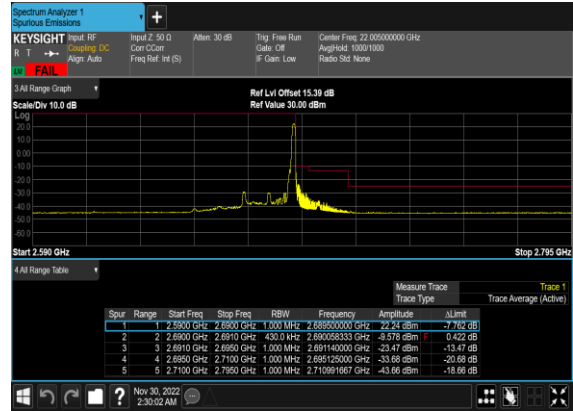 Spectrum Analyzer 1
Spurious Emissions
KEYSIGHT Input: RF Input Z: 50 Ω Atten: 30 dB Trig: Free Run Center Freq: 22.005000000 GHz
R T Coupling: DC Corr CCorr Gate: Off Avg|Hold: 1000/1000
Align: Auto Freq Ref: Int (S) IF Gain: Low Radio Std: None
FAIL
3 All Range Graph
Ref Lvl Offset 15.39 dB
Scale/Div 10.0 dB Ref Value 30.00 dBm
Log
20.0
10.0
0.00
-10.0
-20.0
-30.0
-40.0
-50.0
-60.0
Start 2.590 GHz Stop 2.795 GHz
4 All Range Table
Measure Trace Trace 1
Trace Type Trace Average (Active)
Spur Range Start Freq Stop Freq RBW Frequency Amplitude ΔLimit
1 1 2.5900 GHz 2.6900 GHz 1.000 MHz 2.689500000 GHz 22.24 dBm -7.762 dB
2 2 2.6900 GHz 2.6910 GHz 430.0 kHz 2.690058333 GHz -9.578 dBm F 0.422 dB
3 3 2.6910 GHz 2.6950 GHz 1.000 MHz 2.691140000 GHz -23.47 dBm -13.47 dB
4 4 2.6950 GHz 2.7100 GHz 1.000 MHz 2.695125000 GHz -33.68 dBm -20.68 dB
5 5 2.7100 GHz 2.7950 GHz 1.000 MHz 2.710991667 GHz -43.66 dBm -18.66 dB
Nov 30, 2022
2:30:02 AM